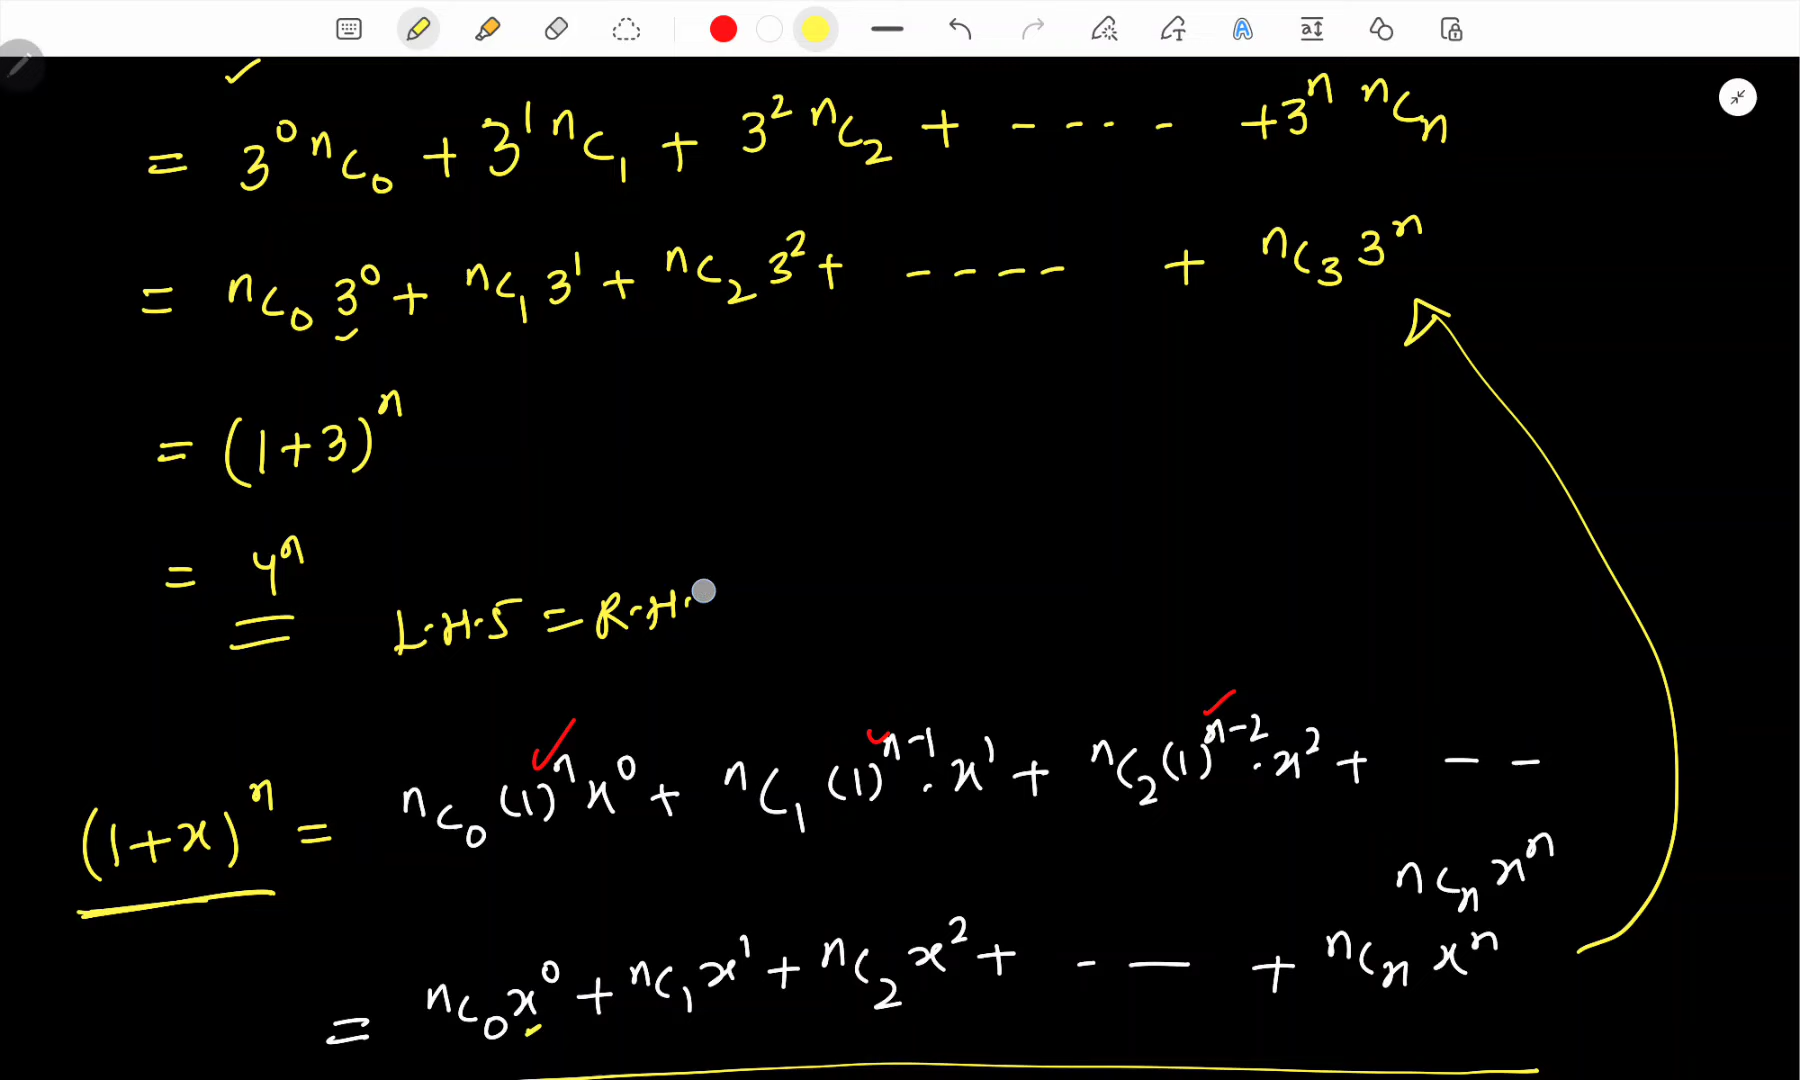 = 3⁰ ⁿC₀ + 3¹ ⁿC₁ + 3² ⁿC₂ + - - - - - +3ⁿ ⁿCₙ
= ⁿC₀ 3⁰ + ⁿC₁ 3¹ + ⁿC₂ 3² + - - - - + ⁿC₃ 3ⁿ
= (1+3)ⁿ
= 4ⁿ
L.H.S = R.H.
(1+x)ⁿ = ⁿC₀ (1)ⁿ x⁰ + ⁿC₁ (1)ⁿ⁻¹ . x¹ + ⁿC₂ (1)ⁿ⁻² . x² + - -
ⁿCₙ xⁿ
= ⁿC₀ x⁰ + ⁿC₁ x¹ + ⁿC₂ x² + - — + ⁿCₙ xⁿ